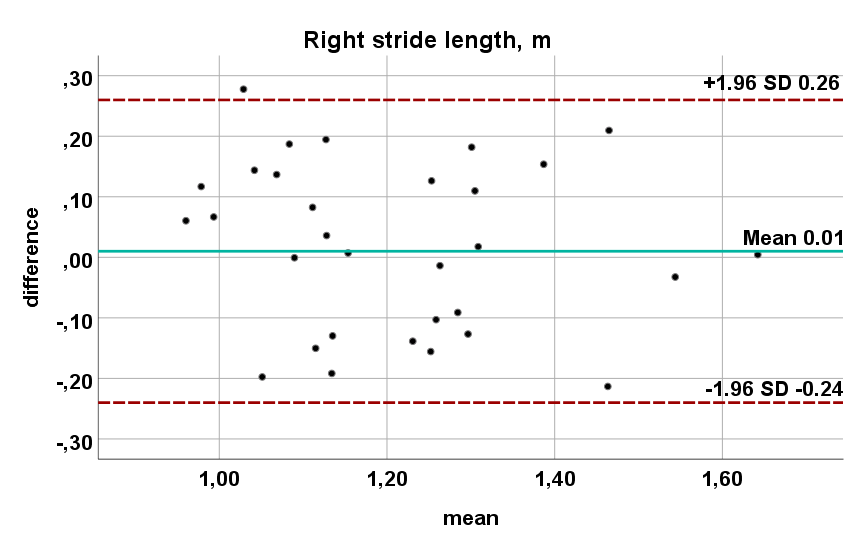 Right stride length, m
,30
+1.96 SD 0.26
,20
,10
Mean 0.01
,00
difference
-,10
-,20
-1.96 SD -0.24
-,30
1,00 1,20 1,40 1,60
mean